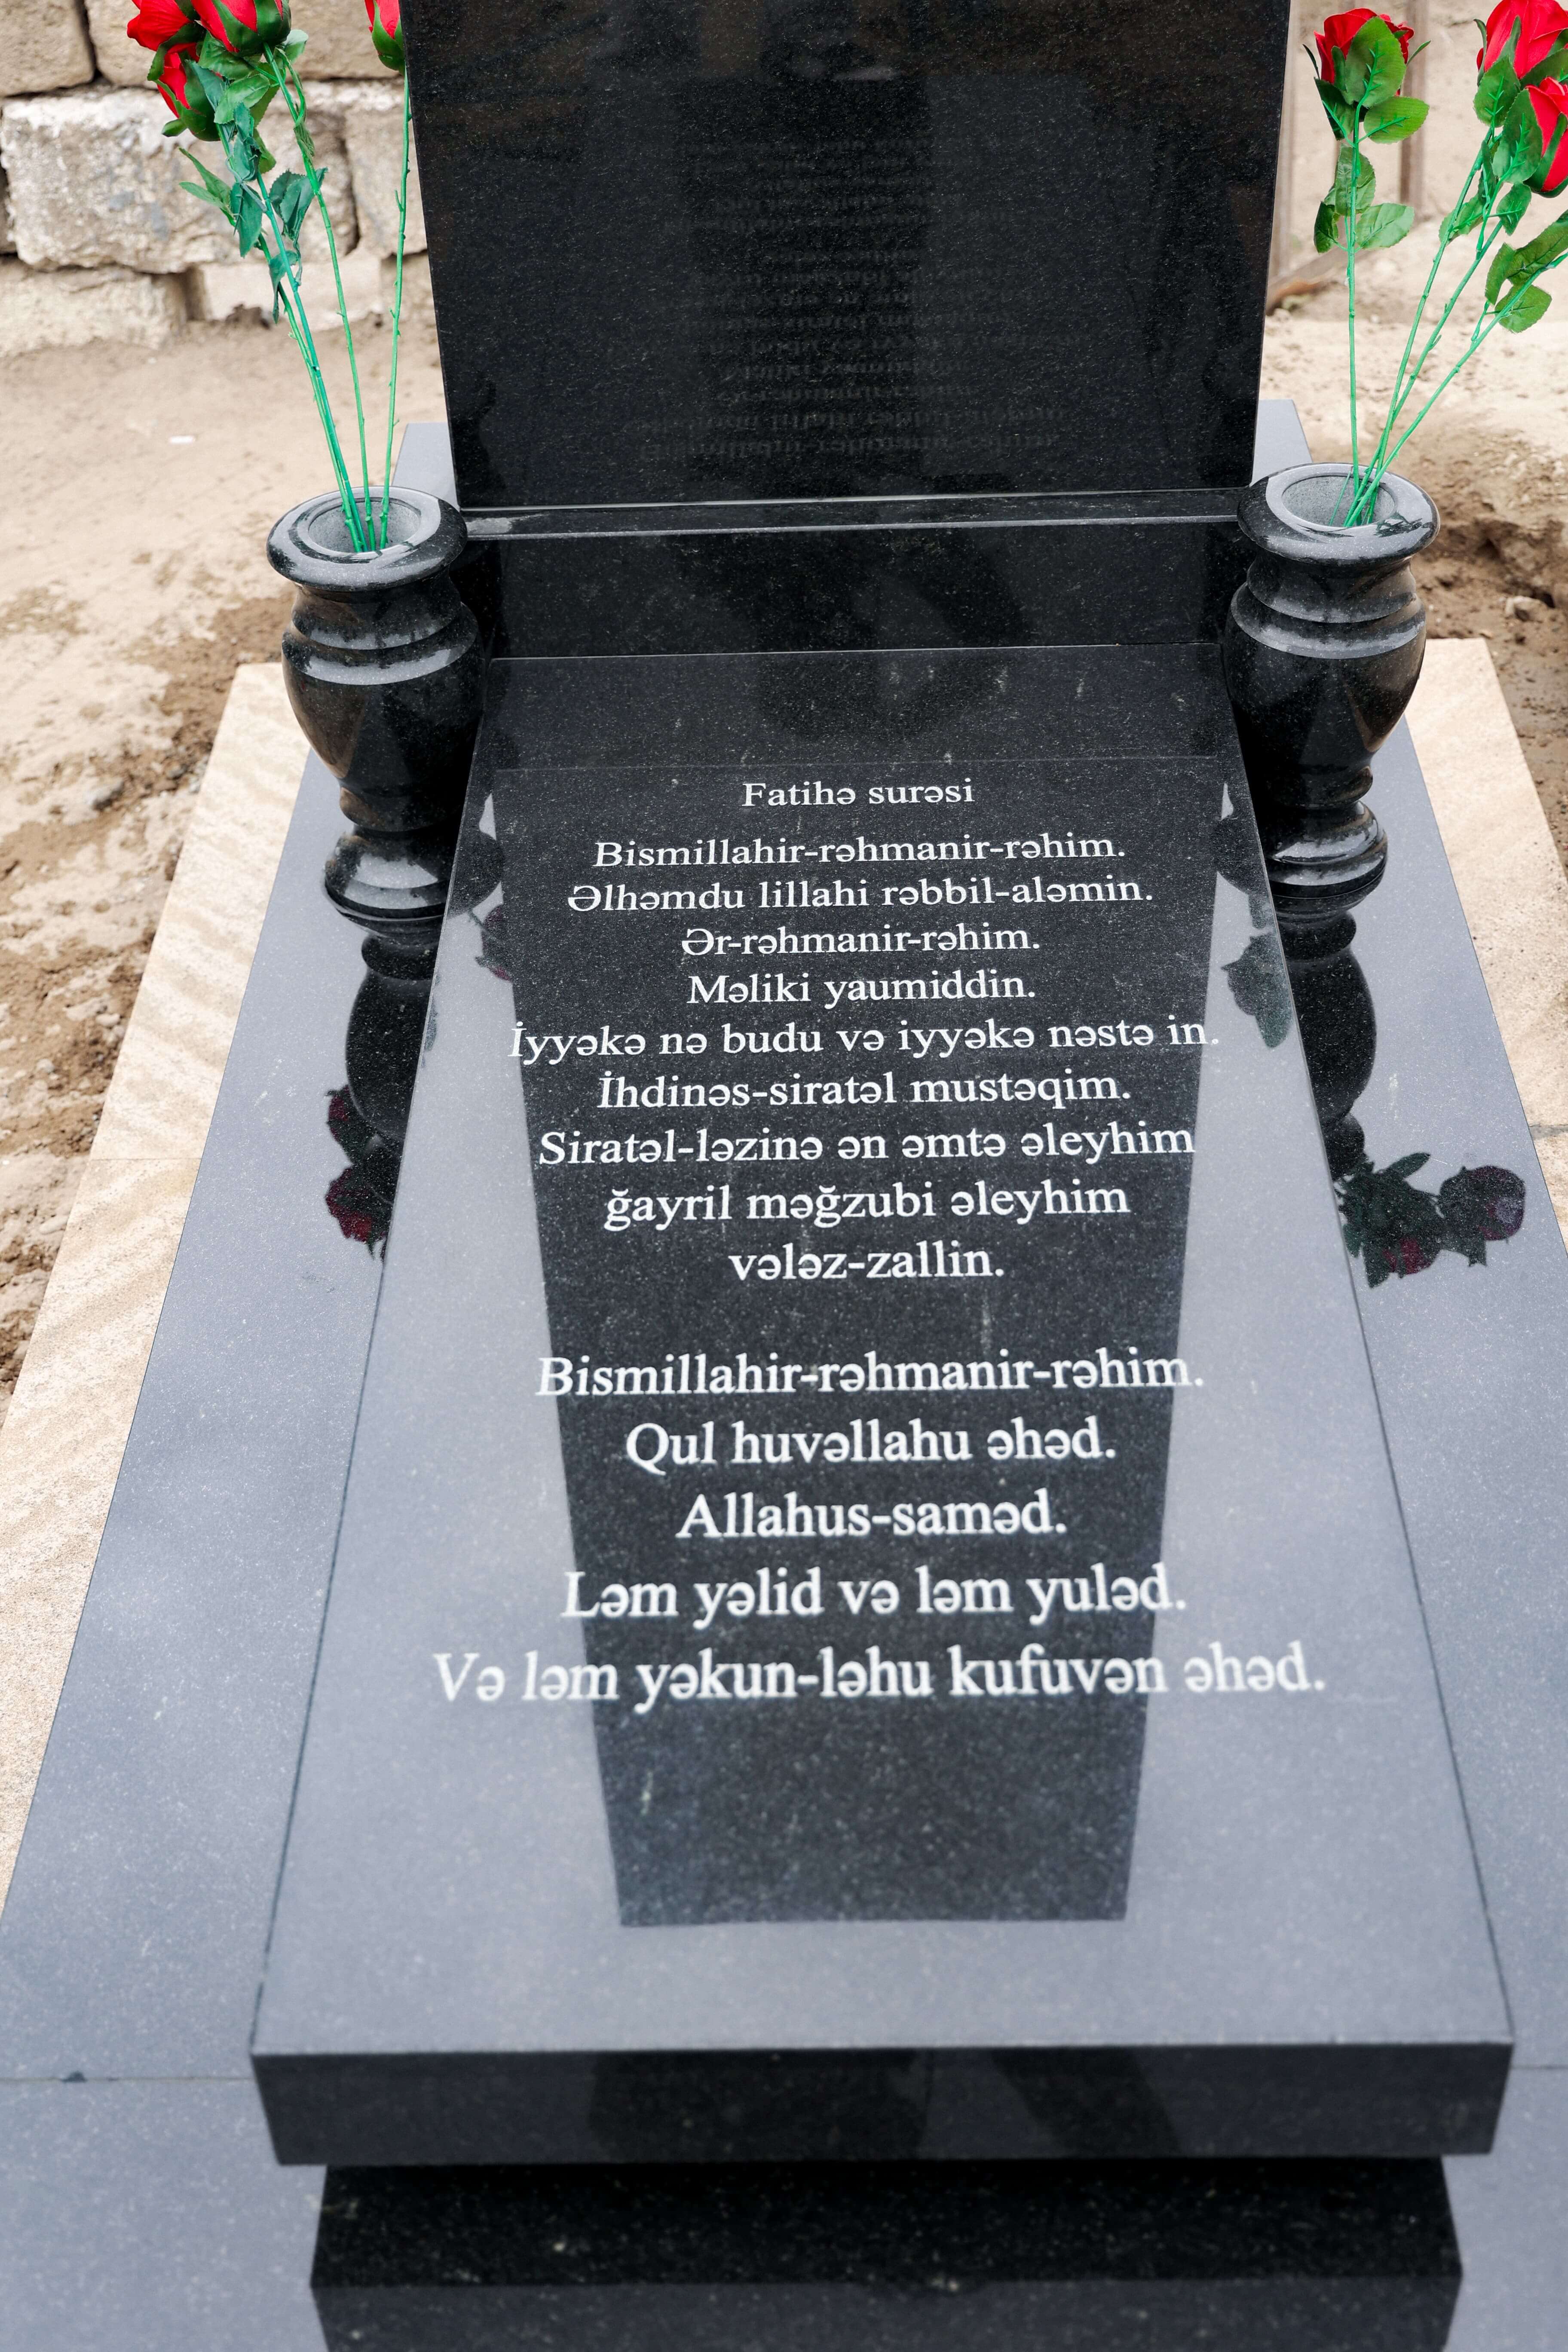 Fatihə surəsi
Bismillahir-rəhmanir-rəhim.
Əlhəmdu lillahi rəbbil-aləmin.
Ər-rəhmanir-rəhim.
Məliki yaumiddin.
İyyəkə nə budu və iyyəkə nəstə in.
İhdinəs-siratəl mustəqim.
Siratəl-ləzinə ən əmtə əleyhim
ğayril məğzubi əleyhim
vələz-zallin.
Bismillahir-rəhmanir-rəhim.
Qul huvəllahu əhəd.
Allahus-saməd.
Ləm yəlid və ləm yuləd.
Və ləm yəkun-ləhu kufuvən əhəd.